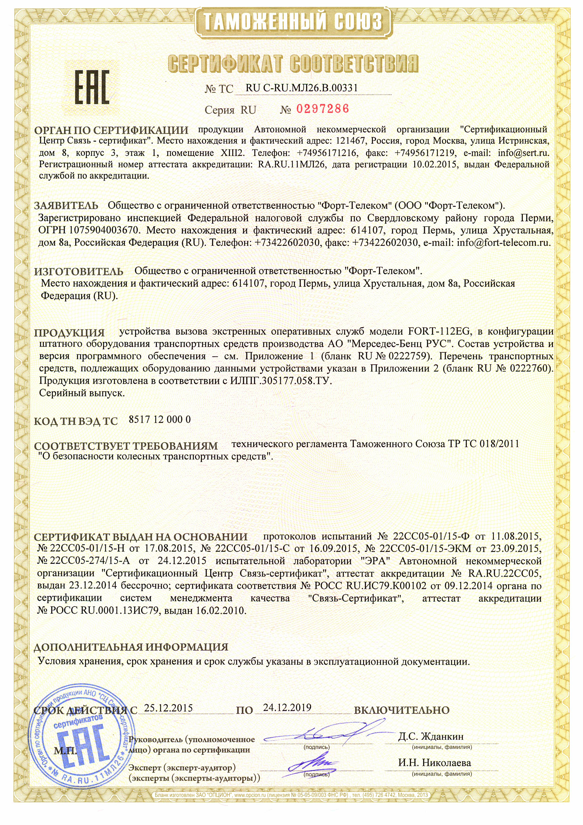 ТАМОЖЕННЫЙ СОЮЗ
СЕРТИФИКАТ СООТВЕТСТВИЯ
ЕАС
№ ТС RU C-RU.МЛ26.В.00331
Серия RU № 0297286
ОРГАН ПО СЕРТИФИКАЦИИ продукции Автономной некоммерческой организации "Сертификационный
Центр Связь - сертификат". Место нахождения и фактический адрес: 121467, Россия, город Москва, улица Истринская,
дом 8, корпус 3, этаж 1, помещение XIII2. Телефон: +74956171216, факс: +74956171219, e-mail: info@sert.ru.
Регистрационный номер аттестата аккредитации: RA.RU.11МЛ26, дата регистрации 10.02.2015, выдан Федеральной
службой по аккредитации.
ЗАЯВИТЕЛЬ Общество с ограниченной ответственностью "Форт-Телеком" (ООО "Форт-Телеком").
Зарегистрировано инспекцией Федеральной налоговой службы по Свердловскому району города Перми,
ОГРН 1075904003670. Место нахождения и фактический адрес: 614107, город Пермь, улица Хрустальная,
дом 8а, Российская Федерация (RU). Телефон: +73422602030, факс: +73422602030, e-mail: info@fort-telecom.ru.
ИЗГОТОВИТЕЛЬ Общество с ограниченной ответственностью "Форт-Телеком".
Место нахождения и фактический адрес: 614107, город Пермь, улица Хрустальная, дом 8а, Российская
Федерация (RU).
ПРОДУКЦИЯ устройства вызова экстренных оперативных служб модели FORT-112EG, в конфигурации
штатного оборудования транспортных средств производства АО "Мерседес-Бенц РУС". Состав устройства и
версия программного обеспечения – см. Приложение 1 (бланк RU № 0222759). Перечень транспортных
средств, подлежащих оборудованию данными устройствами указан в Приложении 2 (бланк RU № 0222760).
Продукция изготовлена в соответствии с ИЛПГ.305177.058.ТУ.
Серийный выпуск.
КОД ТН ВЭД ТС 8517 12 000 0
СООТВЕТСТВУЕТ ТРЕБОВАНИЯМ технического регламента Таможенного Союза ТР ТС 018/2011
"О безопасности колесных транспортных средств".
СЕРТИФИКАТ ВЫДАН НА ОСНОВАНИИ протоколов испытаний № 22СС05-01/15-Ф от 11.08.2015,
№ 22СС05-01/15-Н от 17.08.2015, № 22СС05-01/15-С от 16.09.2015, № 22СС05-01/15-ЭКМ от 23.09.2015,
№ 22СС05-274/15-А от 24.12.2015 испытательной лаборатории "ЭРА" Автономной некоммерческой
организации "Сертификационный Центр Связь-сертификат", аттестат аккредитации № RA.RU.22СС05,
выдан 23.12.2014 бессрочно; сертификата соответствия № РОСС RU.ИС79.К00102 от 09.12.2014 органа по
сертификации систем менеджмента качества "Связь-Сертификат", аттестат аккредитации
№ РОСС RU.0001.13ИС79, выдан 16.02.2010.
ДОПОЛНИТЕЛЬНАЯ ИНФОРМАЦИЯ
Условия хранения, срок хранения и срок службы указаны в эксплуатационной документации.
СРОК ДЕЙСТВИЯ С 25.12.2015 ПО 24.12.2019 ВКЛЮЧИТЕЛЬНО
для
сертификатов
ЕАС
№ RA.RU.11МЛ26
М.П.
Руководитель (уполномоченное
лицо) органа по сертификации
(подпись)
Д.С. Жданкин
(инициалы, фамилия)
Эксперт (эксперт-аудитор)
(эксперты (эксперты-аудиторы))
(подпись)
И.Н. Николаева
(инициалы, фамилия)